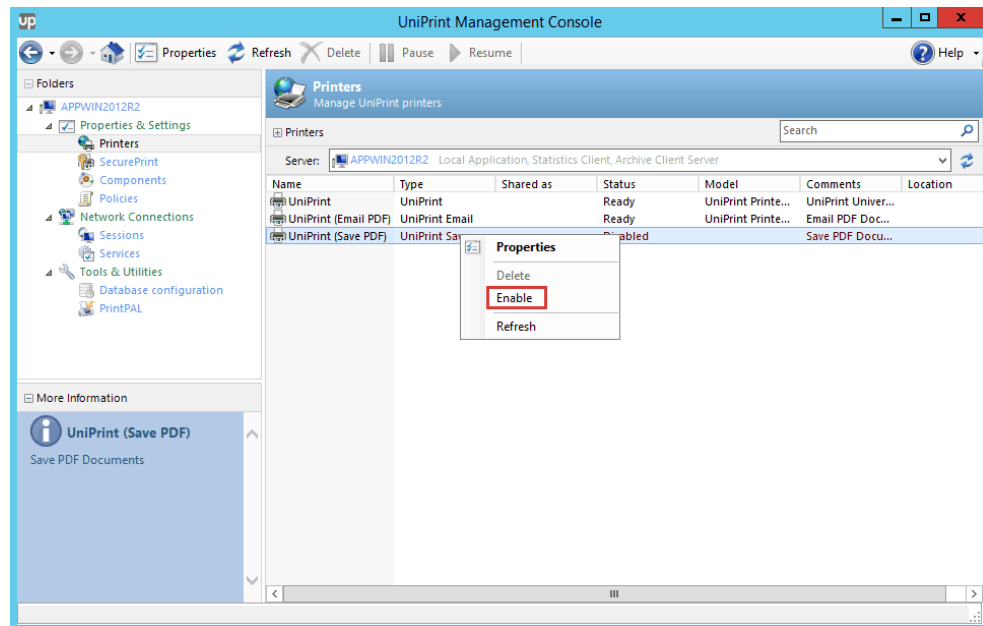 up UniPrint Management Console
Properties Refresh Delete Pause Resume Help
Folders
APPWIN2012R2
Properties & Settings
Printers
SecurePrint
Components
Policies
Network Connections
Sessions
Services
Tools & Utilities
Database configuration
PrintPAL
More Information
UniPrint (Save PDF)
Save PDF Documents
Printers
Manage UniPrint printers
Printers Search
Server: APPWIN2012R2 Local Application, Statistics Client, Archive Client Server
Name Type Shared as Status Model Comments Location
UniPrint UniPrint Ready UniPrint Printe... UniPrint Univer...
UniPrint (Email PDF) UniPrint Email Ready UniPrint Printe... Email PDF Doc...
UniPrint (Save PDF) UniPrint Save PDF Docu...
Properties
Delete
Enable
Refresh